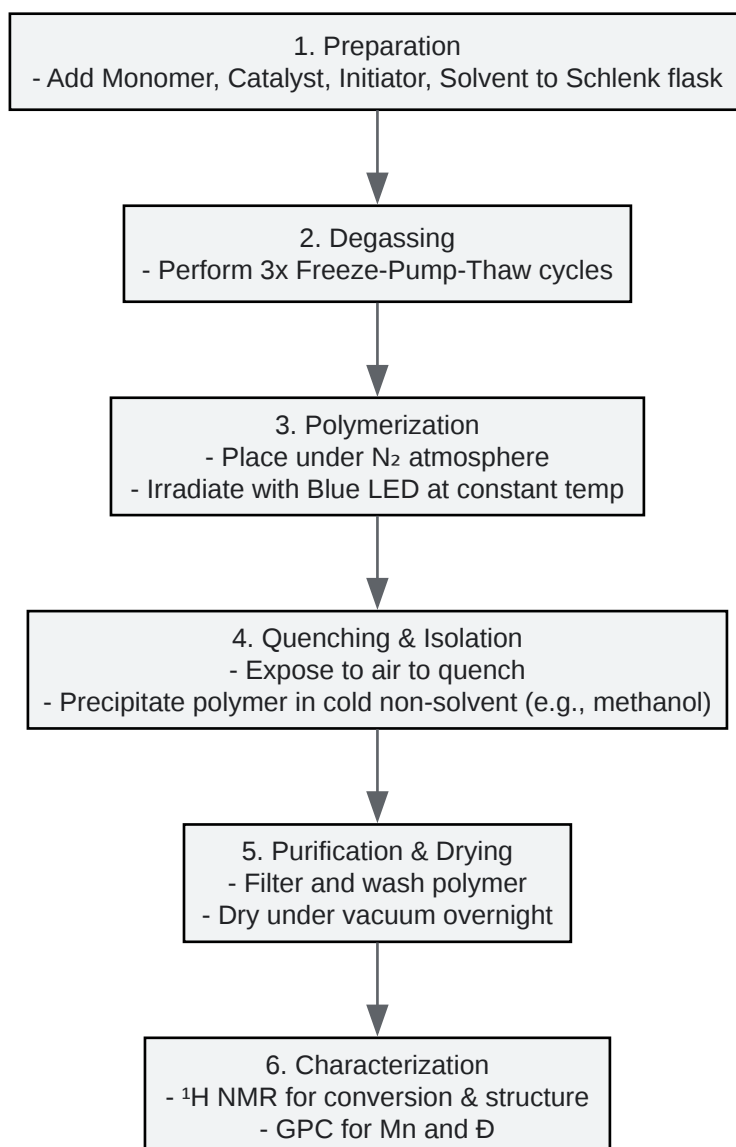 1. Preparation
- Add Monomer, Catalyst, Initiator, Solvent to Schlenk flask
2. Degassing
- Perform 3x Freeze-Pump-Thaw cycles
3. Polymerization
- Place under N₂ atmosphere
- Irradiate with Blue LED at constant temp
4. Quenching & Isolation
- Expose to air to quench
- Precipitate polymer in cold non-solvent (e.g., methanol)
5. Purification & Drying
- Filter and wash polymer
- Dry under vacuum overnight
6. Characterization
- ¹H NMR for conversion & structure
- GPC for Mn and Đ